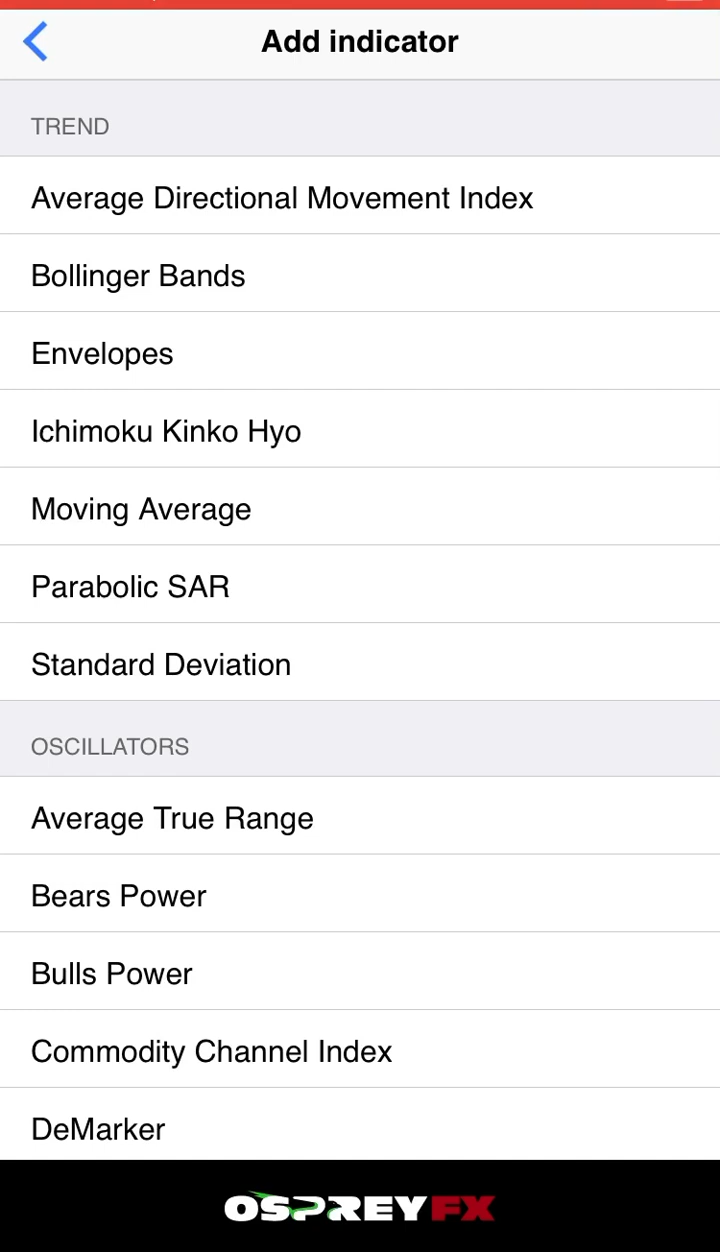 Add indicator
TREND
Average Directional Movement Index
Bollinger Bands
Envelopes
Ichimoku Kinko Hyo
Moving Average
Parabolic SAR
Standard Deviation
OSCILLATORS
Average True Range
Bears Power
Bulls Power
Commodity Channel Index
DeMarker
OSPREYFX